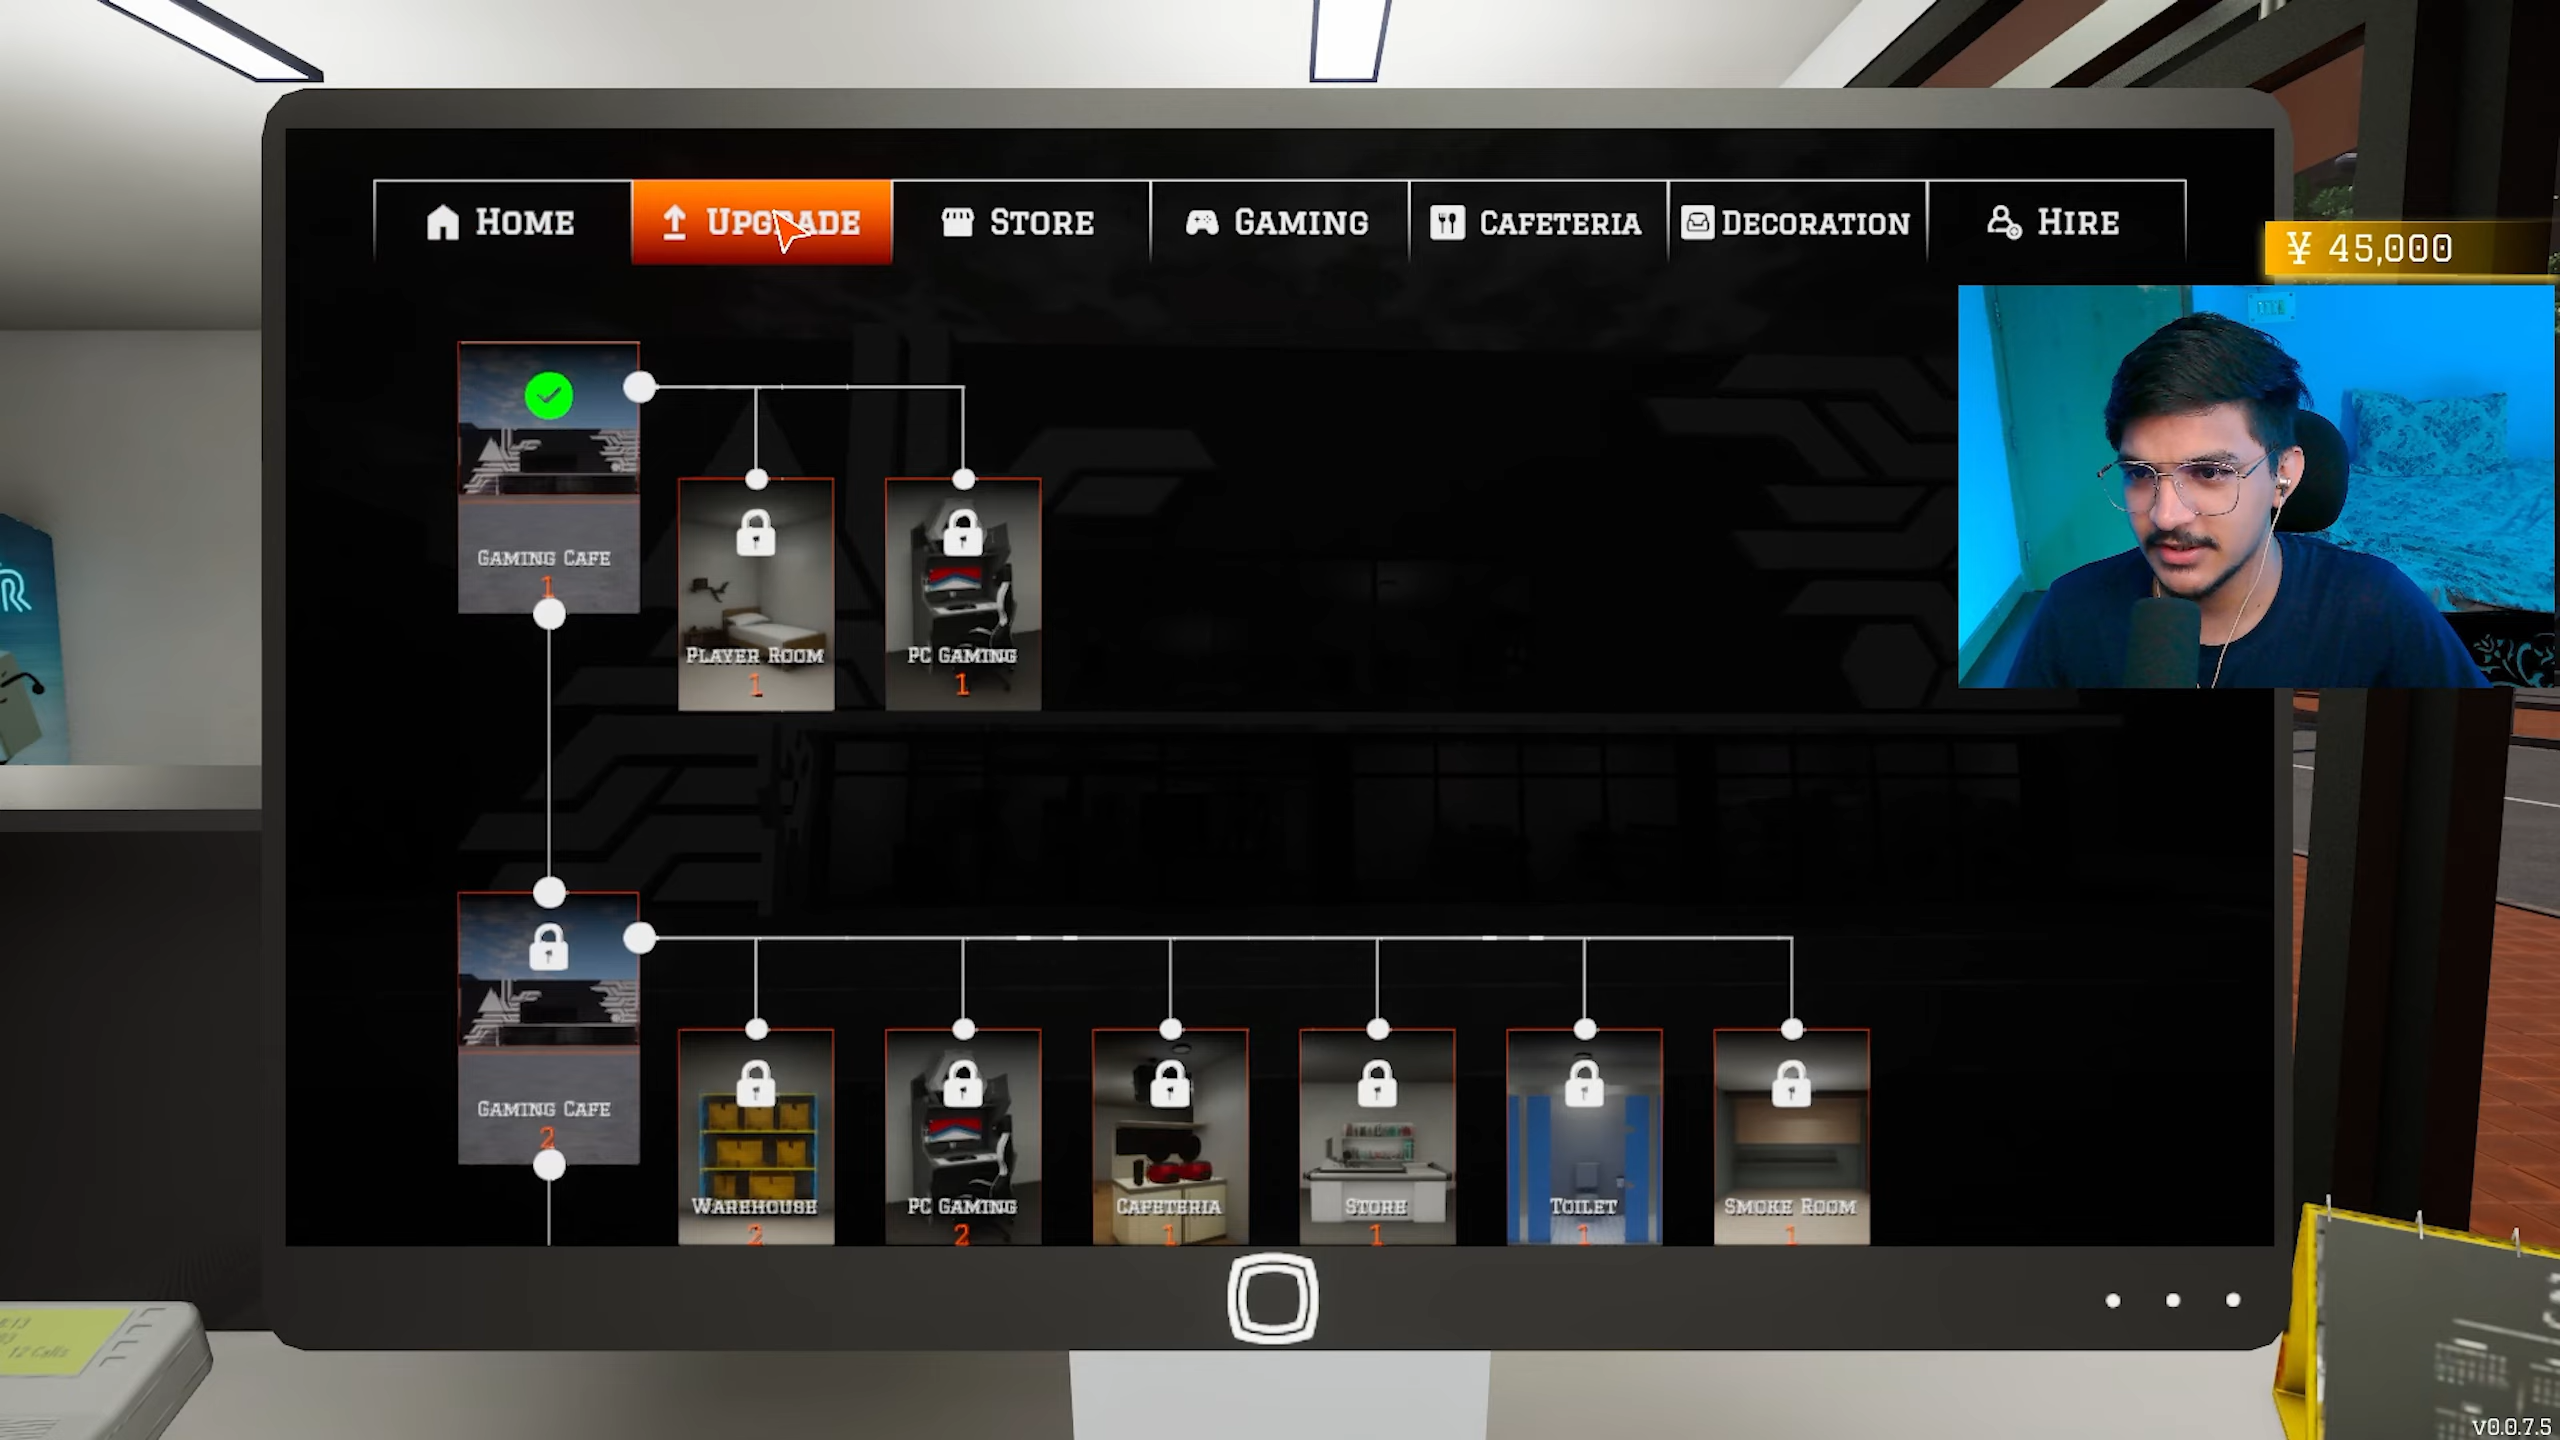 HOME
UPGRADE
STORE
GAMING
CAFETERIA
DECORATION
HIRE
¥ 45,000
GAMING CAFE
1
PLAYER ROOM
1
PC GAMING
1
GAMING CAFE
2
WAREHOUSE
2
PC GAMING
2
CAFETERIA
1
STORE
1
TOILET
1
SMOKE ROOM
1
12 Calls
V0.0.7.5